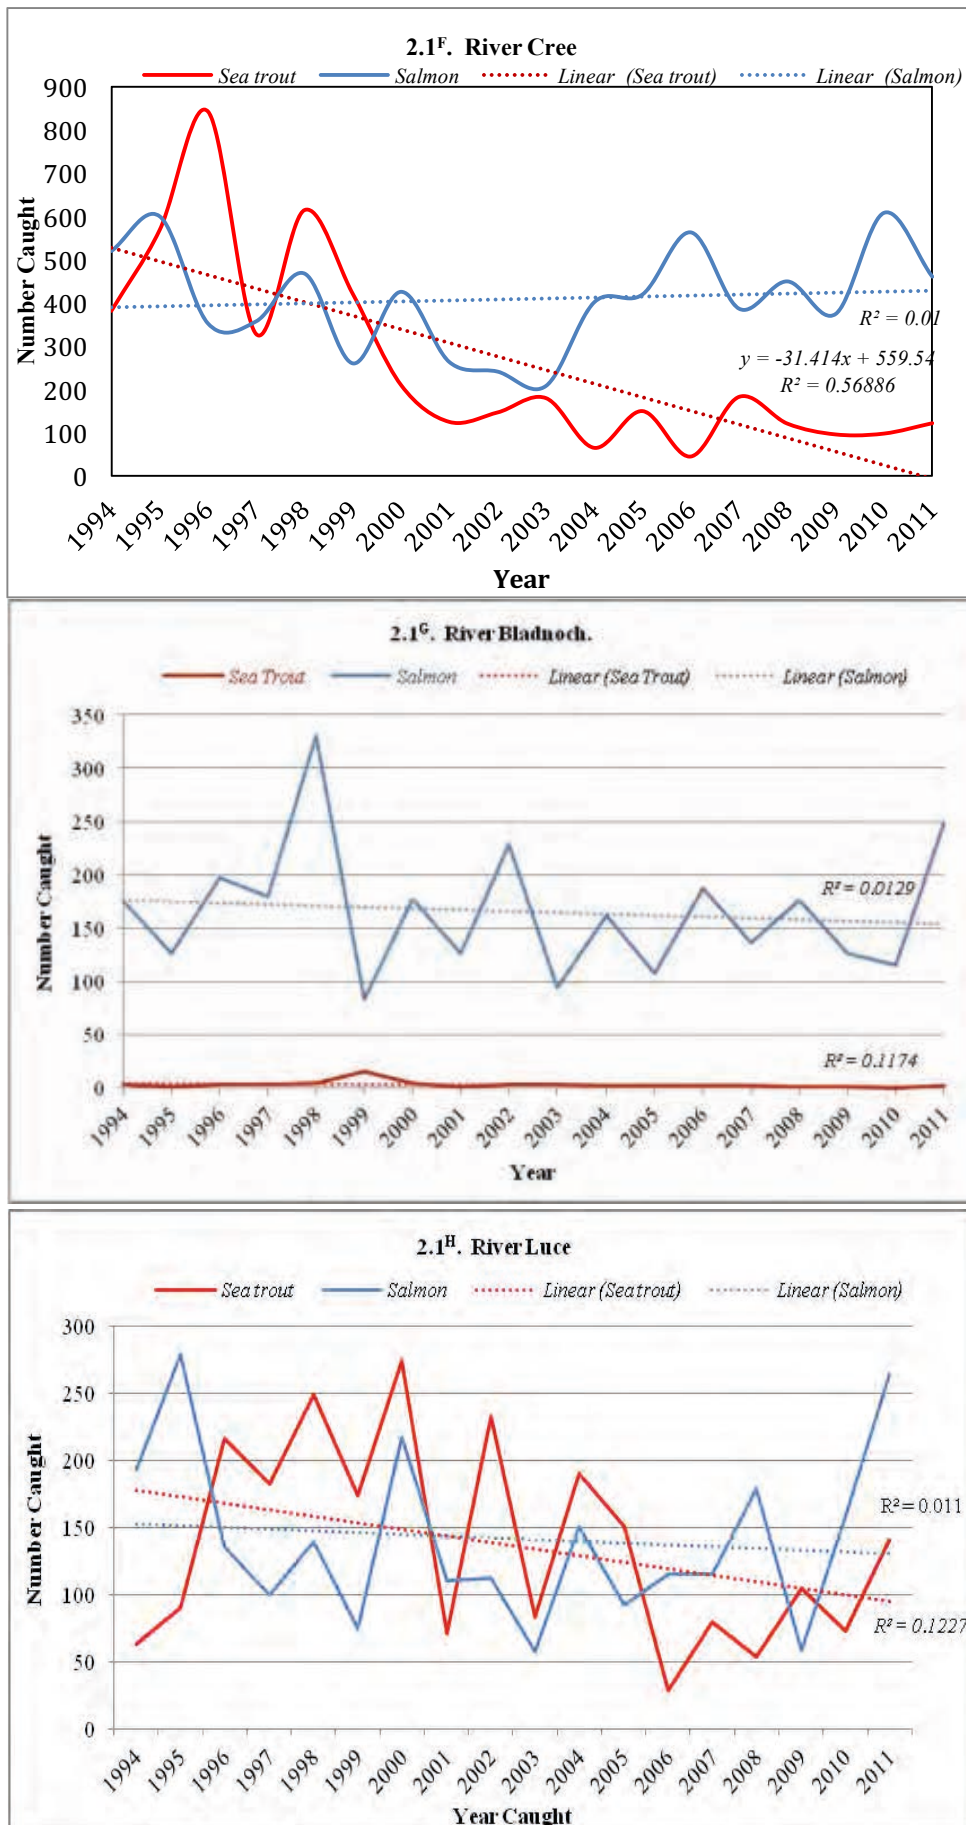 2.1F. River Cree
Sea trout Salmon Linear (Sea trout) Linear (Salmon)
900
800
700
600
500
400
300
200
100
0
Number Caught
R² = 0.01
y = -31.414x + 559.54
R² = 0.56886
1994 1995 1996 1997 1998 1999 2000 2001 2002 2003 2004 2005 2006 2007 2008 2009 2010 2011
Year
2.1G. River Bladnoch.
Sea Trout Salmon Linear (Sea Trout) Linear (Salmon)
350
300
250
200
150
100
50
0
Number Caught
R² = 0.0129
R² = 0.1174
1994 1995 1996 1997 1998 1999 2000 2001 2002 2003 2004 2005 2006 2007 2008 2009 2010 2011
Year
2.1H. River Luce
Sea trout Salmon Linear (Sea trout) Linear (Salmon)
300
250
200
150
100
50
0
Number Caught
R² = 0.011
R² = 0.1227
1994 1995 1996 1997 1998 1999 2000 2001 2002 2003 2004 2005 2006 2007 2008 2009 2010 2011
Year Caught